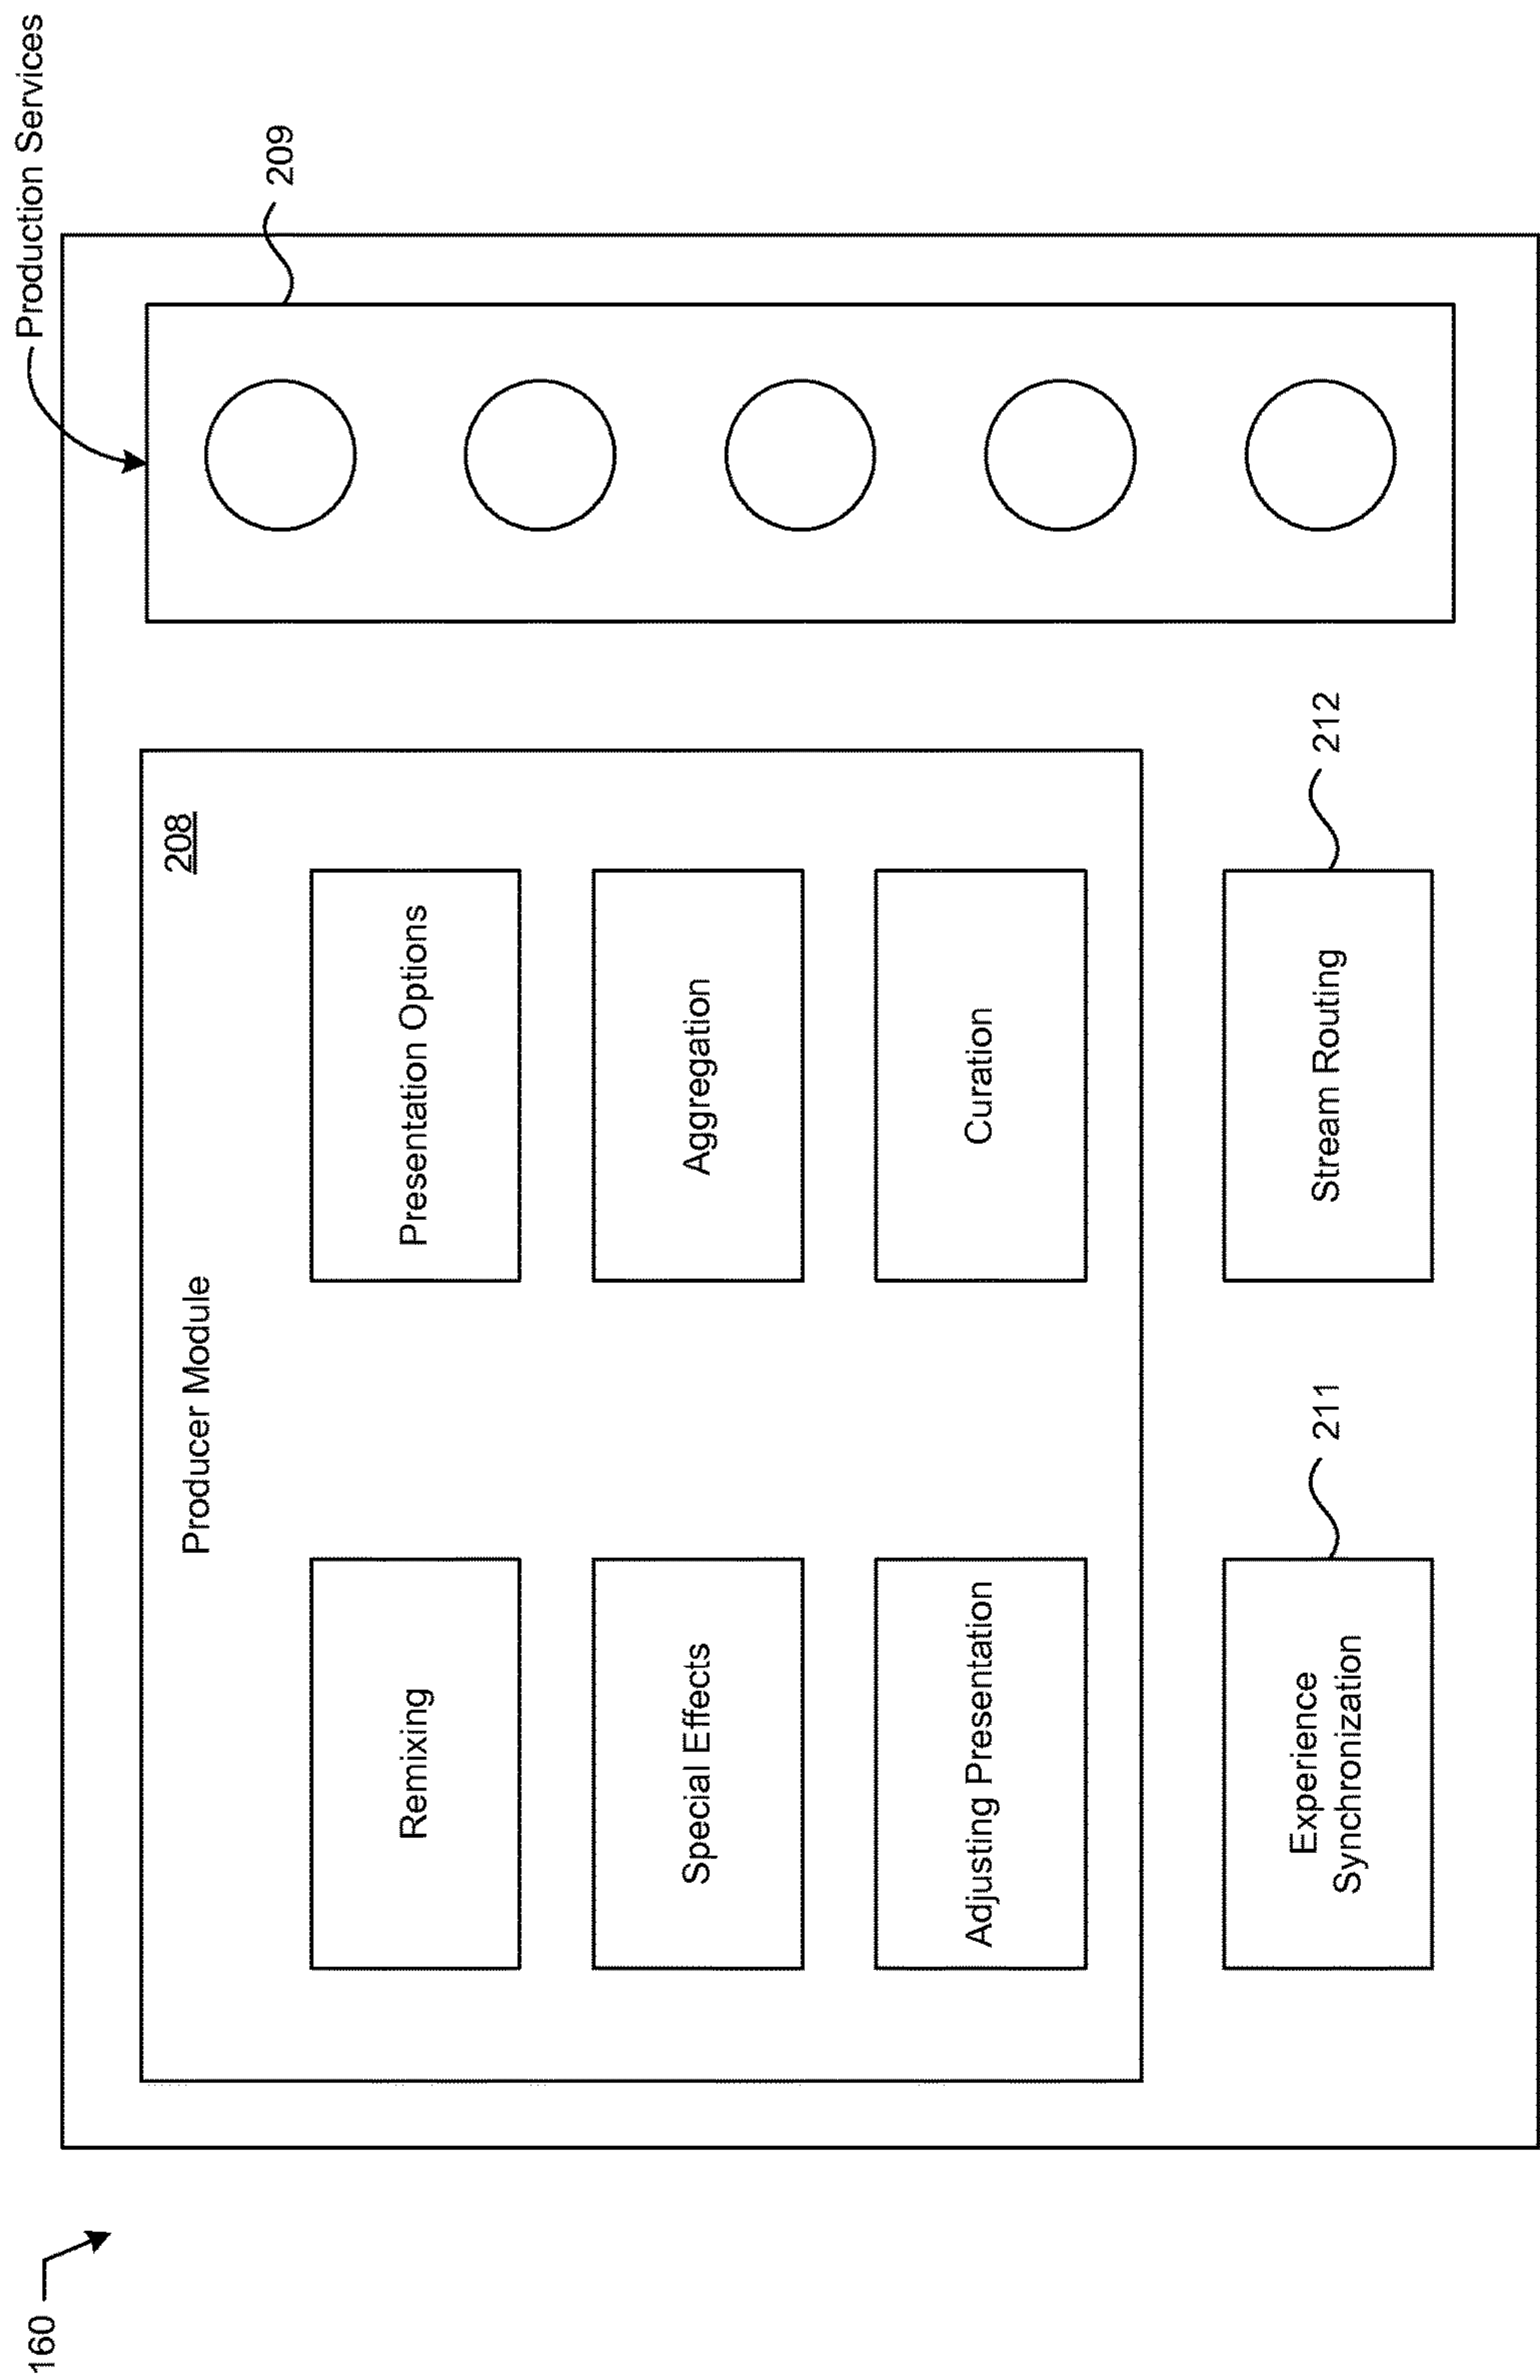 160
Production Services
209
Producer Module
208
Remixing
Presentation Options
Special Effects
Aggregation
Adjusting Presentation
Curation
211
212
Experience
Synchronization
Stream Routing